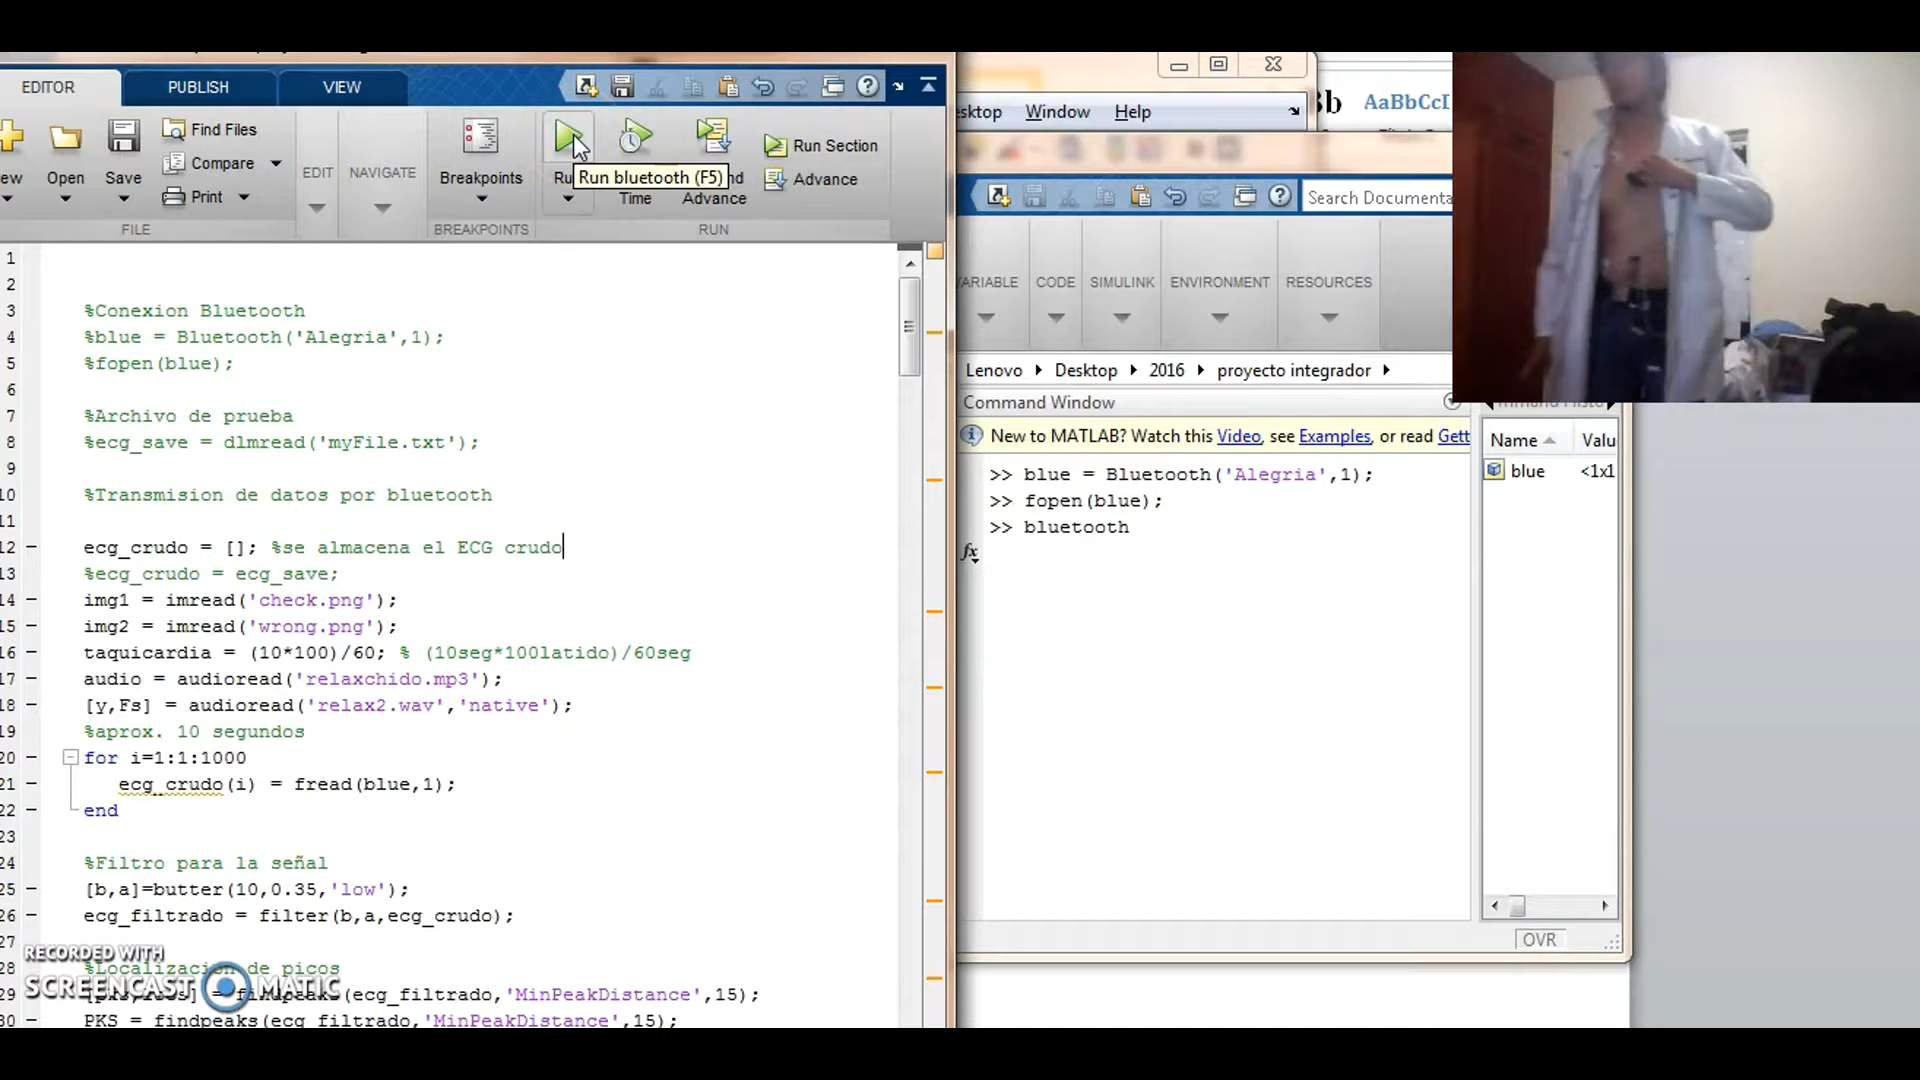 EDITOR
PUBLISH
VIEW
Find Files
Compare
Print
Open
Save
FILE
EDIT
NAVIGATE
Breakpoints
BREAKPOINTS
Run bluetooth (F5)
Time
Advance
Run Section
Advance
RUN
1
2
3 %Conexion Bluetooth
4 %blue = Bluetooth('Alegria',1);
5 %fopen(blue);
6
7 %Archivo de prueba
8 %ecg_save = dlmread('myFile.txt');
9
10 %Transmision de datos por bluetooth
11
12 ecg_crudo = []; %se almacena el ECG crudo
13 %ecg_crudo = ecg_save;
14 img1 = imread('check.png');
15 img2 = imread('wrong.png');
16 taquicardia = (10*100)/60; % (10seg*100latido)/60seg
17 audio = audioread('relaxchido.mp3');
18 [y,Fs] = audioread('relax2.wav','native');
19 %aprox. 10 segundos
20 for i=1:1:1000
21 ecg_crudo(i) = fread(blue,1);
22 end
23
24 %Filtro para la señal
25 [b,a]=butter(10,0.35,'low');
26 ecg_filtrado = filter(b,a,ecg_crudo);
27
28 %Localizacion de picos
29 findpeaks(ecg_filtrado,'MinPeakDistance',15);
30 PKS = findpeaks(ecg_filtrado,'MinPeakDistance',15);
RECORDED WITH
SCREENCAST MATIC
Window Help
AaBbCcI
Search Documenta
CODE
SIMULINK
ENVIRONMENT
RESOURCES
Lenovo Desktop 2016 proyecto integrador
Command Window
New to MATLAB? Watch this Video, see Examples, or read Gett
>> blue = Bluetooth('Alegria',1);
>> fopen(blue);
>> bluetooth
fx
Name Valu
blue <1x1
OVR